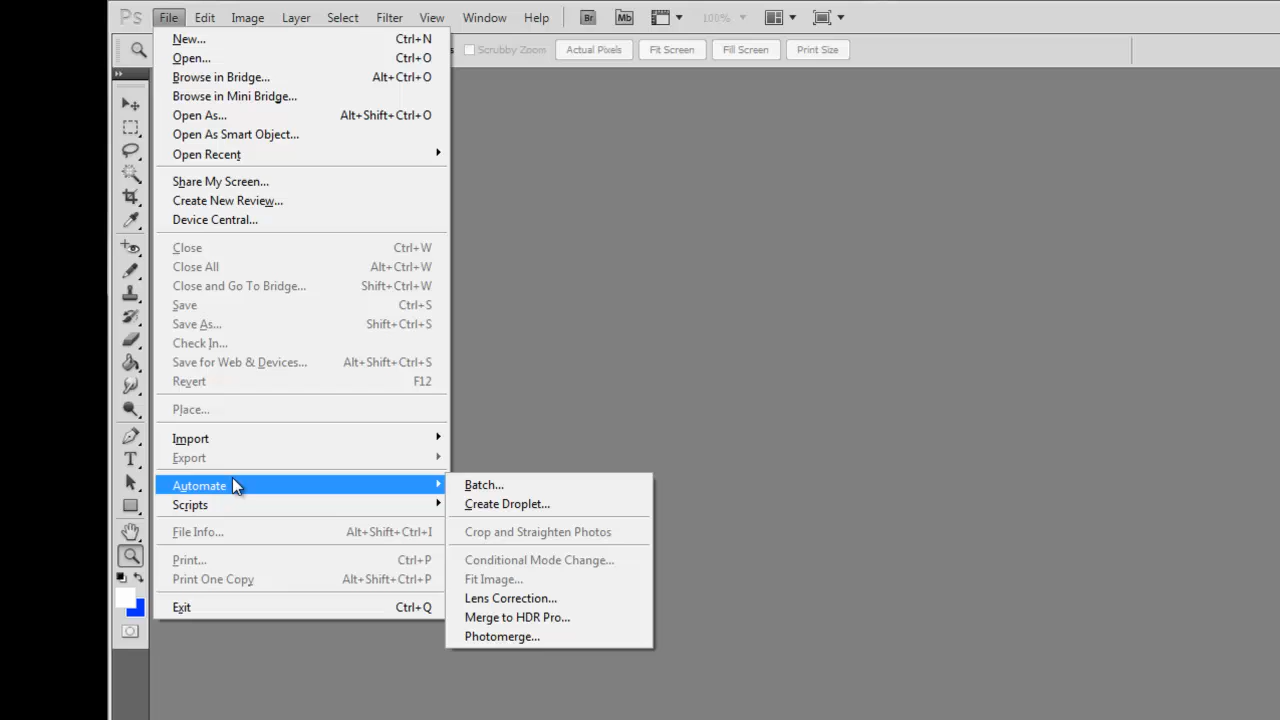 Ps File Edit Image Layer Select Filter View Window Help Br Mb 100%
Scrubby Zoom Actual Pixels Fit Screen Fill Screen Print Size
New... Ctrl+N
Open... Ctrl+O
Browse in Bridge... Alt+Ctrl+O
Browse in Mini Bridge...
Open As... Alt+Shift+Ctrl+O
Open As Smart Object...
Open Recent
Share My Screen...
Create New Review...
Device Central...
Close Ctrl+W
Close All Alt+Ctrl+W
Close and Go To Bridge... Shift+Ctrl+W
Save Ctrl+S
Save As... Shift+Ctrl+S
Check In...
Save for Web & Devices... Alt+Shift+Ctrl+S
Revert F12
Place...
Import
Export
Automate
Scripts
File Info... Alt+Shift+Ctrl+I
Print... Ctrl+P
Print One Copy Alt+Shift+Ctrl+P
Exit Ctrl+Q
Batch...
Create Droplet...
Crop and Straighten Photos
Conditional Mode Change...
Fit Image...
Lens Correction...
Merge to HDR Pro...
Photomerge...